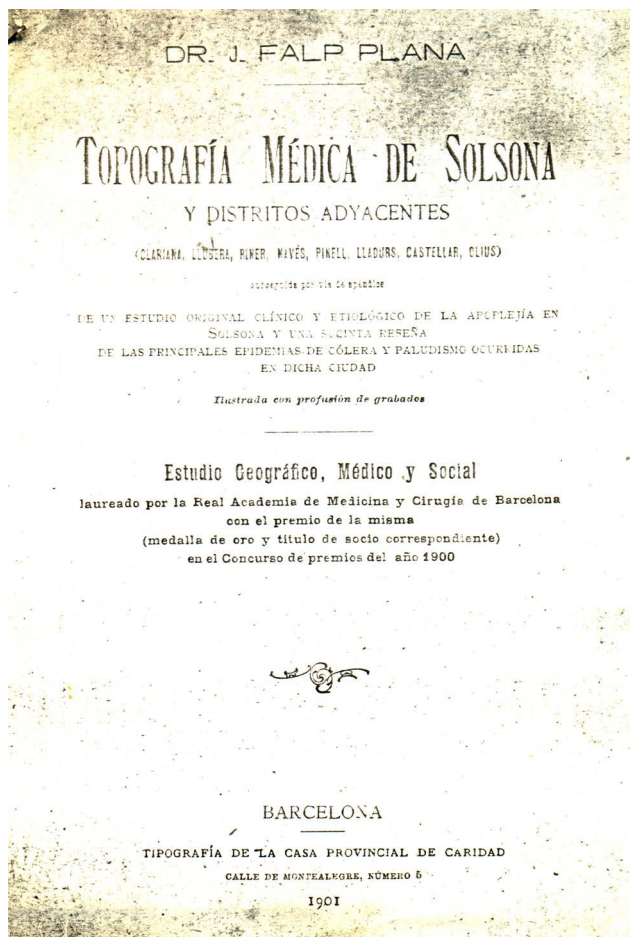 DR. J. FALP PLANA
TOPOGRAFÍA MÉDICA DE SOLSONA
Y DISTRITOS ADYACENTES
(CLARIANA, LLOBERA, RINER, NAVÉS, PINELL, LLADURS, CASTELLAR, OLIUS)
subseguida por vía de apéndice
DE UN ESTUDIO ORIGINAL CLÍNICO Y ETIOLÓGICO DE LA APOPLEJÍA EN
SOLSONA Y UNA SUCINTA RESEÑA
DE LAS PRINCIPALES EPIDEMIAS DE CÓLERA Y PALUDISMO OCURRIDAS
EN DICHA CIUDAD
Ilustrada con profusión de grabados
Estudio Geográfico, Médico y Social
laureado por la Real Academia de Medicina y Cirugía de Barcelona
con el premio de la misma
(medalla de oro y título de socio correspondiente)
en el Concurso de premios del año 1900
BARCELONA
TIPOGRAFÍA DE LA CASA PROVINCIAL DE CARIDAD
CALLE DE MONTEALEGRE, NÚMERO 5
1901